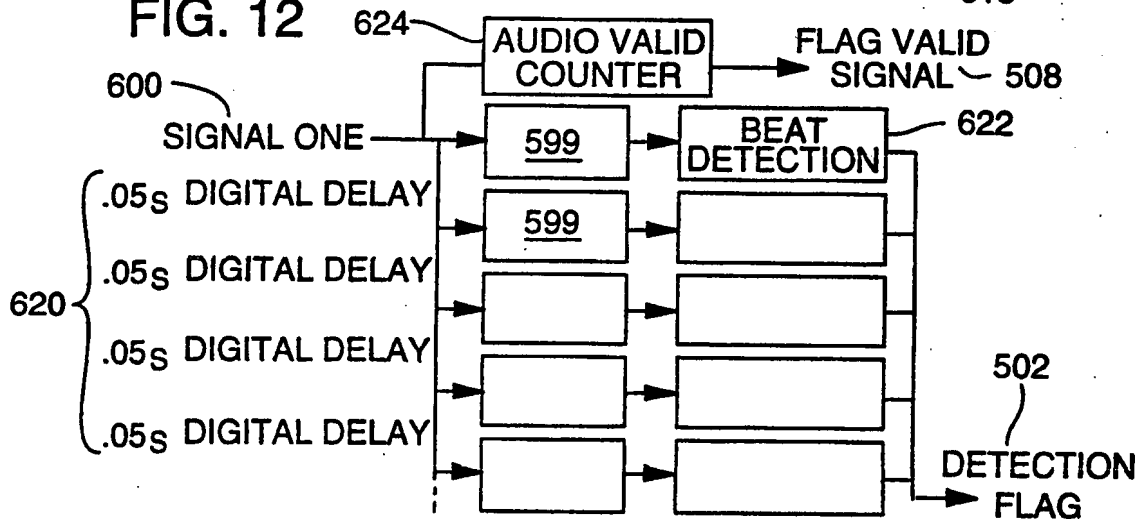 FIG. 12
624
AUDIO VALID
COUNTER
FLAG VALID
SIGNAL
508
600
SIGNAL ONE
599
BEAT
DETECTION
622
.05s DIGITAL DELAY
599
.05s DIGITAL DELAY
620
.05s DIGITAL DELAY
.05s DIGITAL DELAY
502
DETECTION
FLAG